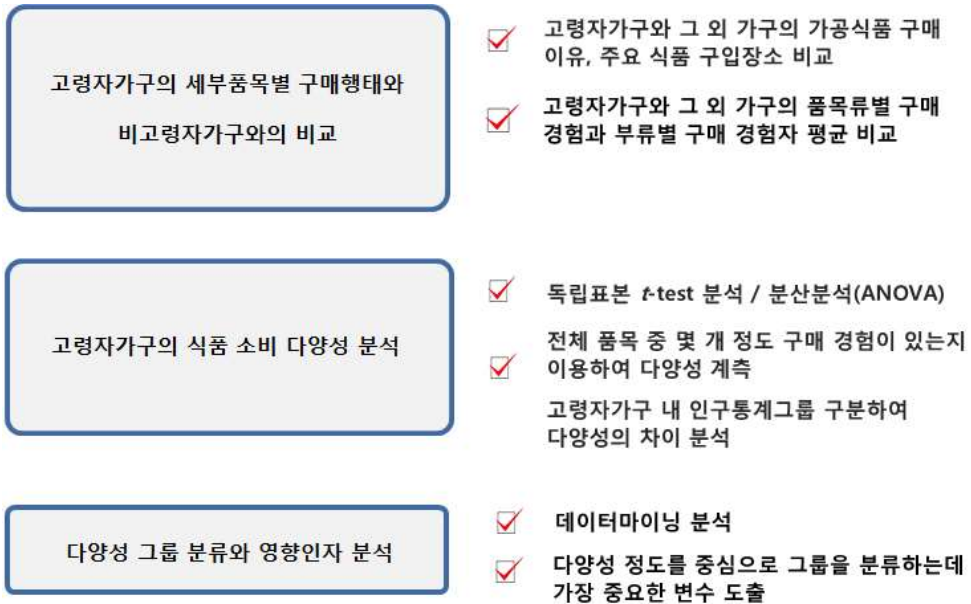 고령자가구의 세부품목별 구매행태와
비고령자가구와의 비교
고령자가구와 그 외 가구의 가공식품 구매
이유, 주요 식품 구입장소 비교
고령자가구와 그 외 가구의 품목류별 구매
경험과 부류별 구매 경험자 평균 비교
고령자가구의 식품 소비 다양성 분석
독립표본 t-test 분석 / 분산분석(ANOVA)
전체 품목 중 몇 개 정도 구매 경험이 있는지
이용하여 다양성 계측
고령자가구 내 인구통계그룹 구분하여
다양성의 차이 분석
다양성 그룹 분류와 영향인자 분석
데이터마이닝 분석
다양성 정도를 중심으로 그룹을 분류하는데
가장 중요한 변수 도출